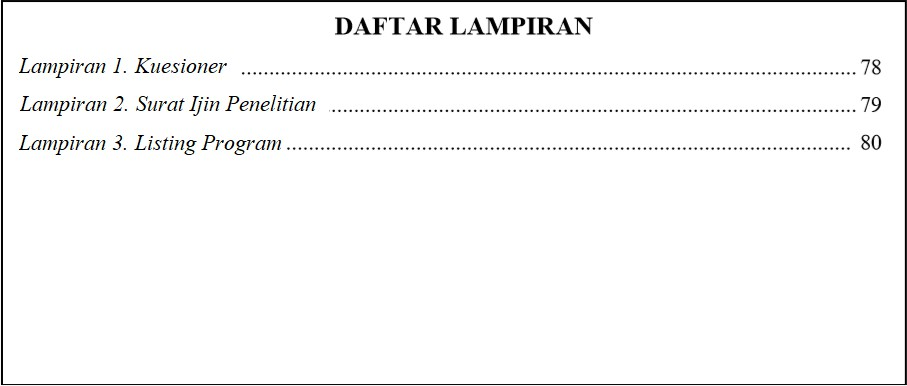 DAFTAR LAMPIRAN
Lampiran 1. Kuesioner ........................................................................................................ 78
Lampiran 2. Surat Ijin Penelitian ......................................................................................... 79
Lampiran 3. Listing Program ............................................................................................... 80